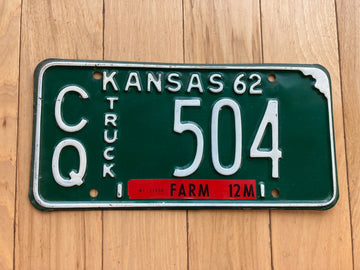 KANSAS 62
CQ
TRUCK
504
FARM 12M